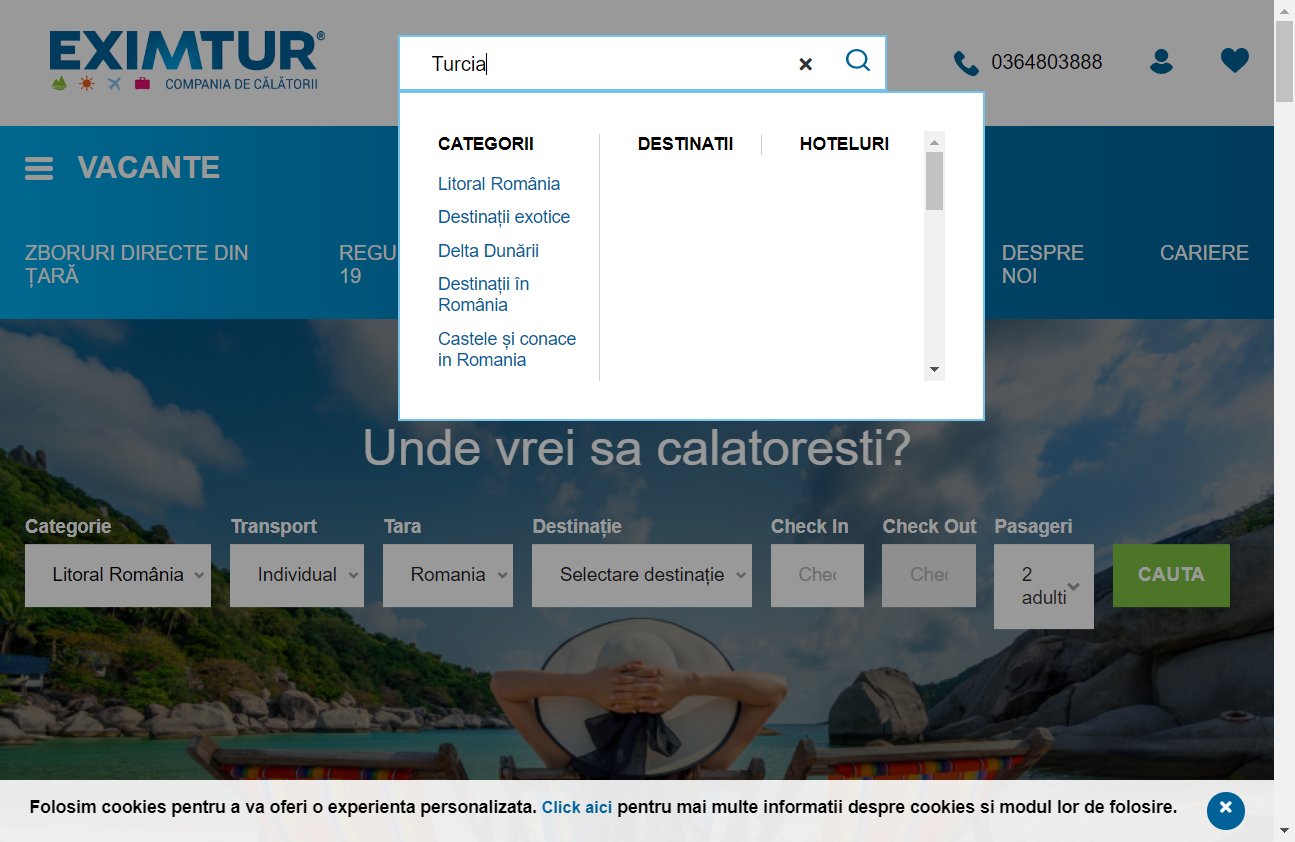 EXIMTUR®
COMPANIA DE CĂLĂTORII
Turcia
0364803888
VACANTE
ZBORURI DIRECTE DIN
ȚARĂ
REGU
19
DESPRE
NOI
CARIERE
CATEGORII
Litoral România
Destinații exotice
Delta Dunării
Destinații în
România
Castele și conace
in Romania
DESTINATII
HOTELURI
Unde vrei sa calatoresti?
Categorie
Litoral România
Transport
Individual
Tara
Romania
Destinație
Selectare destinație
Check In
Chec
Check Out
Chec
Pasageri
2
adulti
CAUTA
Folosim cookies pentru a va oferi o experienta personalizata. Click aici pentru mai multe informatii despre cookies si modul lor de folosire.